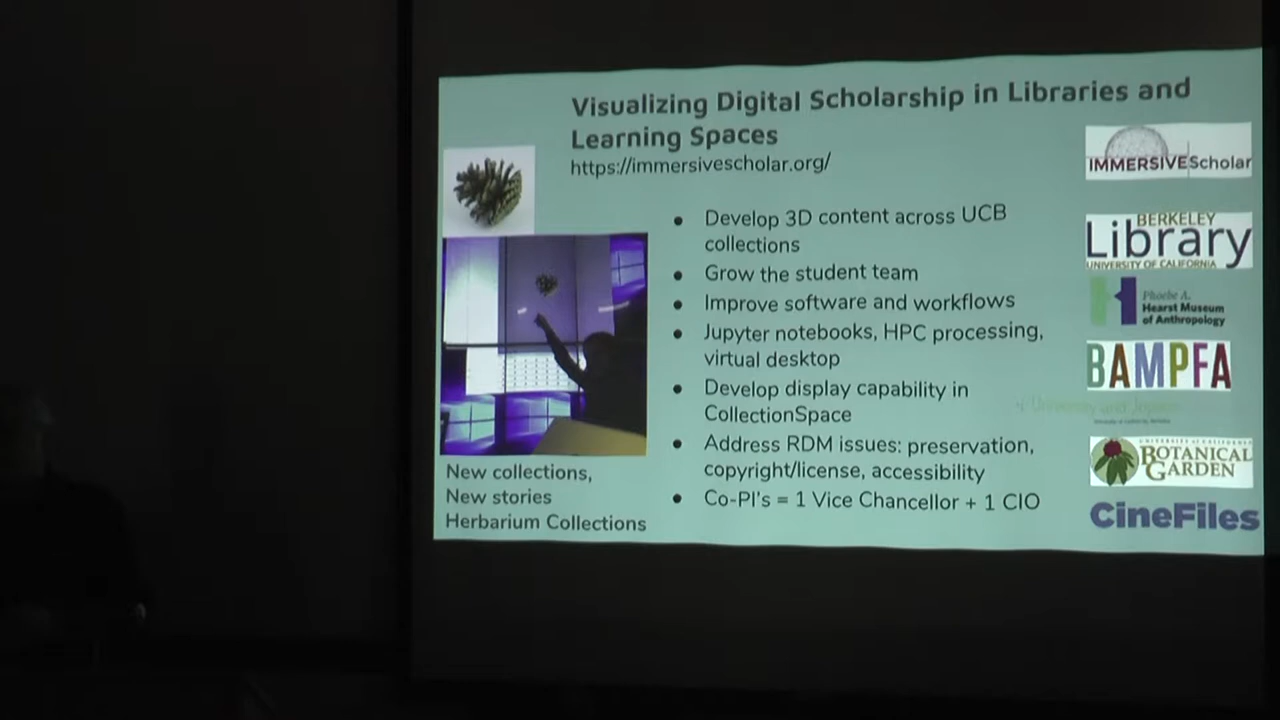 Visualizing Digital Scholarship in Libraries and
Learning Spaces
https://immersivescholar.org/
• Develop 3D content across UCB
collections
• Grow the student team
• Improve software and workflows
• Jupyter notebooks, HPC processing,
virtual desktop
• Develop display capability in
CollectionSpace
• Address RDM issues: preservation,
copyright/license, accessibility
• Co-PI's = 1 Vice Chancellor + 1 CIO
New collections,
New stories
Herbarium Collections
IMMERSIVEScholar
BERKELEY
Library
UNIVERSITY OF CALIFORNIA
Phoebe A.
Hearst Museum
of Anthropology
BAMPFA
University and Jepson
UNIVERSITY of CALIFORNIA
BOTANICAL
GARDEN
CineFiles